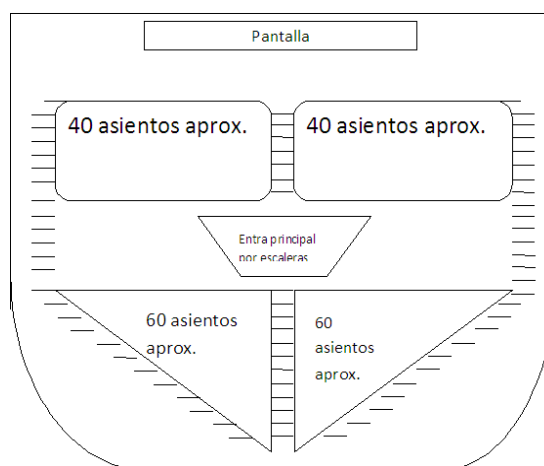 Pantalla
40 asientos aprox.
40 asientos aprox.
Entra principal
por escaleras
60 asientos
aprox.
60
asientos
aprox.